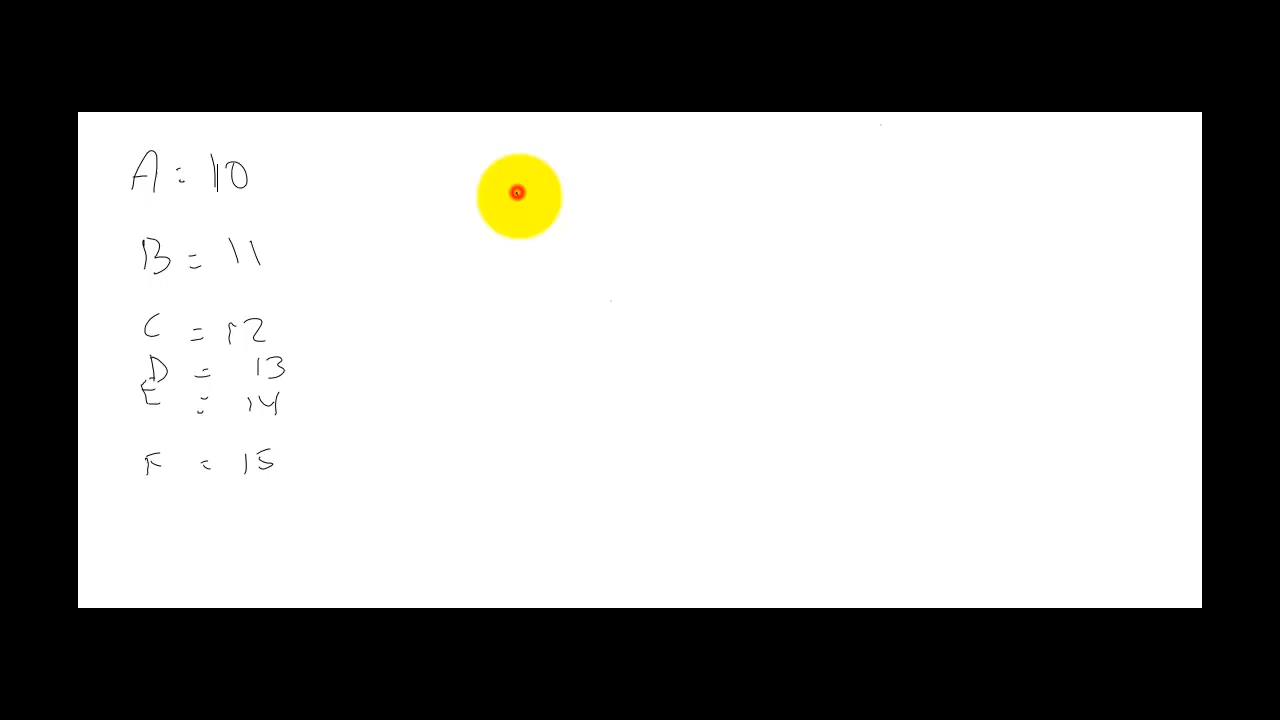 A = 10
B = 11
C = 12
D = 13
E = 14
F = 15